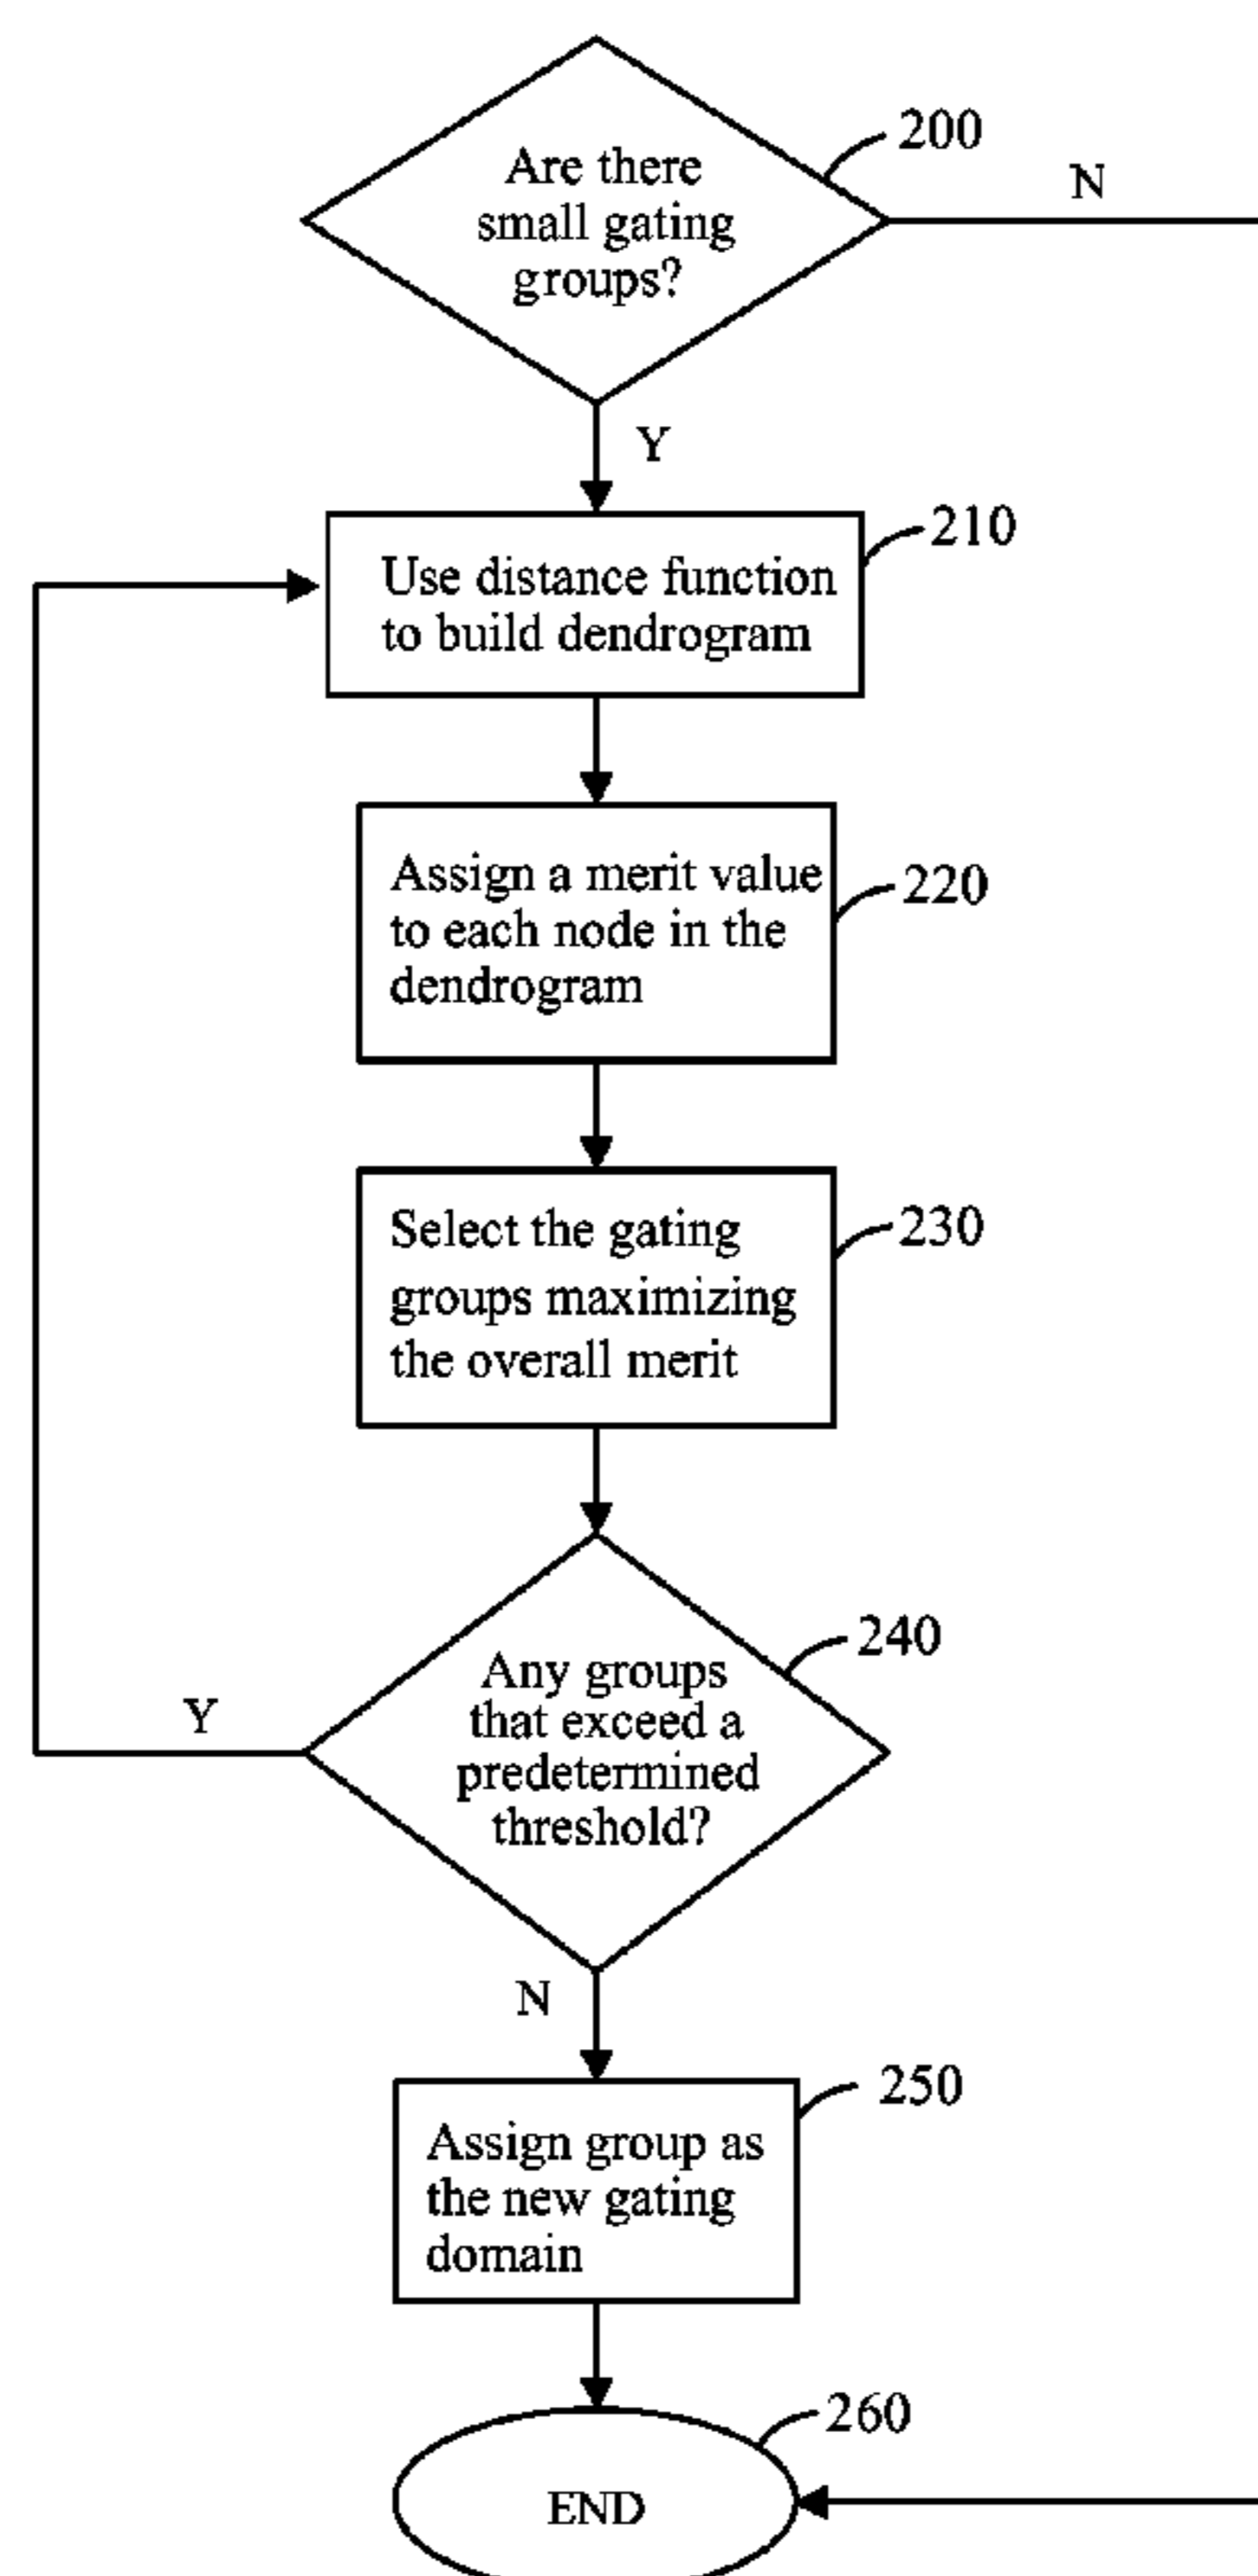 200
N
Are there
small gating
groups?
Y
210
Use distance function
to build dendrogram
220
Assign a merit value
to each node in the
dendrogram
230
Select the gating
groups maximizing
the overall merit
240
Any groups
that exceed a
predetermined
threshold?
Y
N
250
Assign group as
the new gating
domain
260
END